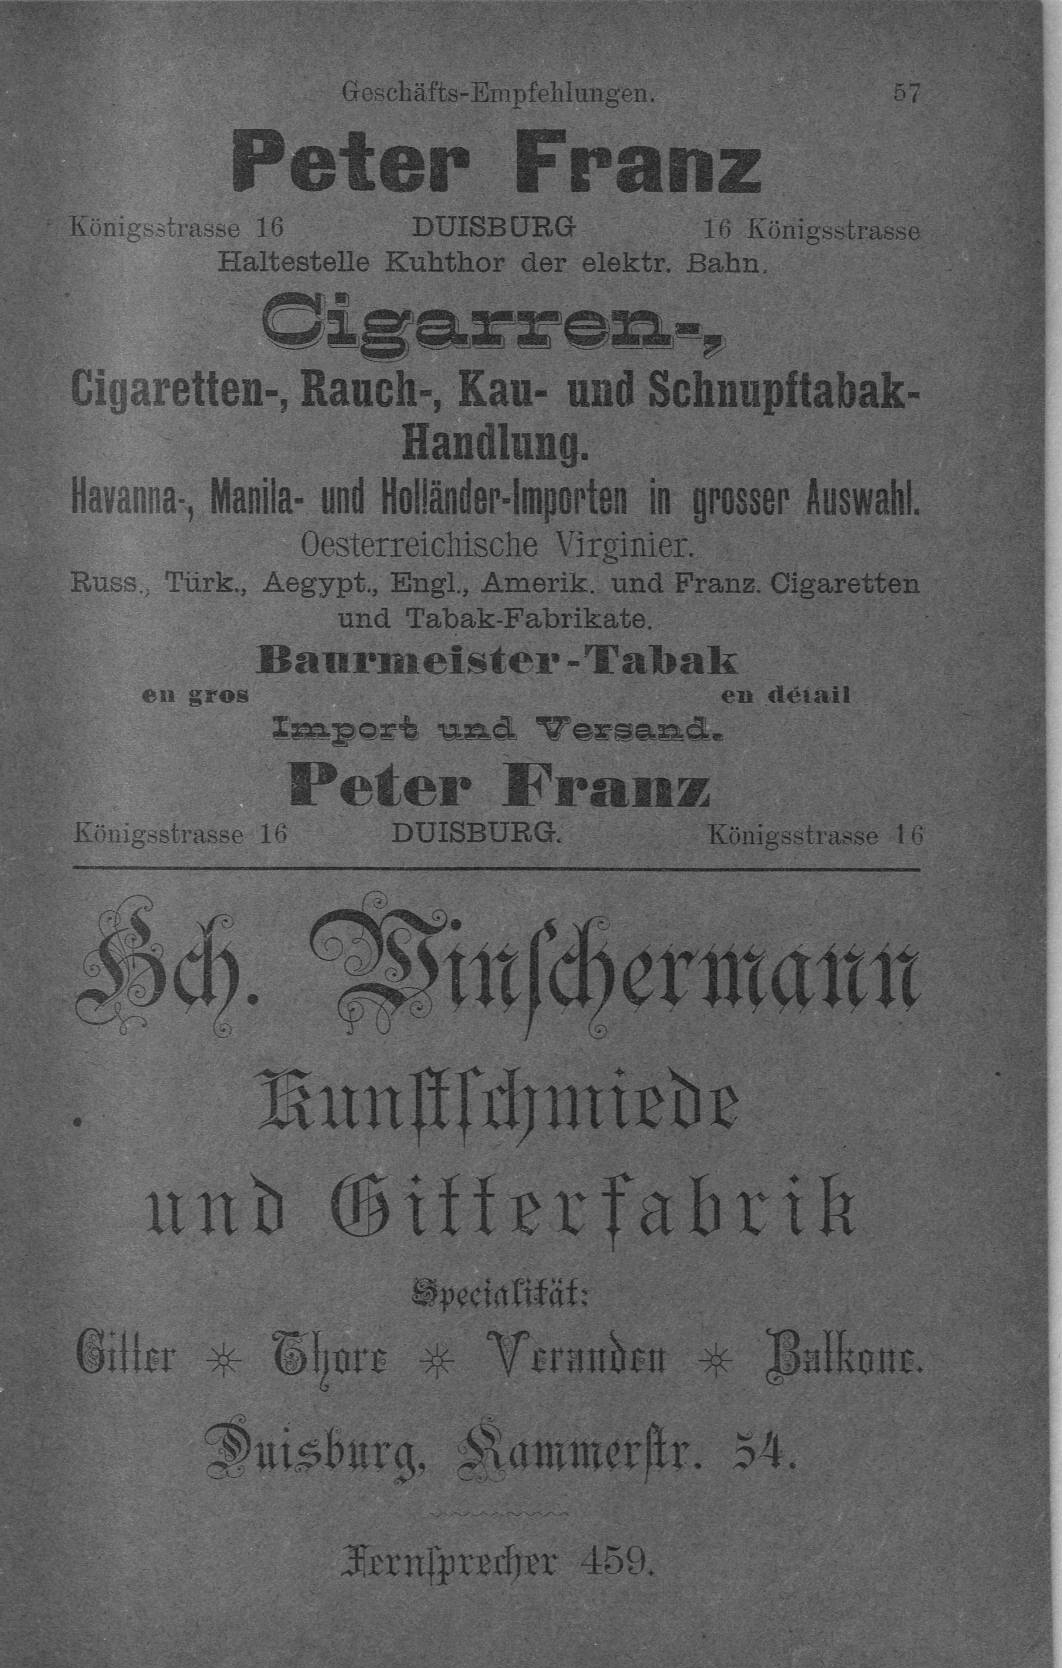 Geschäfts-Empfehlungen. 57
Peter Franz
Königsstrasse 16 DUISBURG 16 Königsstrasse
Haltestelle Kuhthor der elektr. Bahn.
Cigarren-,
Cigaretten-, Rauch-, Kau- und Schnupftabak-
Handlung.
Havanna-, Manila- und Holländer-Importen in grosser Auswahl.
Oesterreichische Virginier.
Russ., Türk., Aegypt., Engl., Amerik. und Franz. Cigaretten
und Tabak-Fabrikate.
Baurmeister-Tabak
en gros en détail
Import und Versand.
Peter Franz
Königsstrasse 16 DUISBURG. Königsstrasse 16
Hch. Winſchermann
Kunſtſchmiede
und Gitterfabrik
Specialität:
Gitter ☼ Thore ☼ Veranden ☼ Balkone.
Duisburg, Kammerſtr. 54.
Fernſprecher 459.